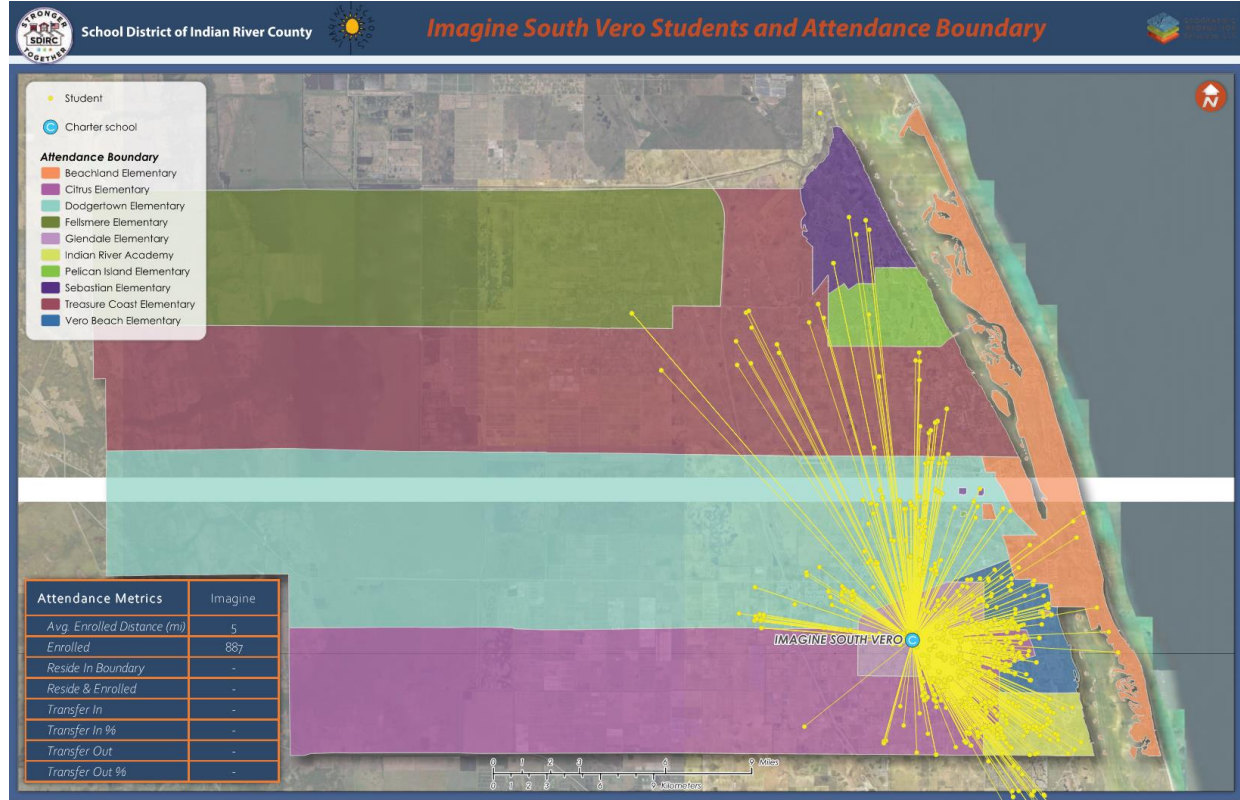 STRONGER
SDIRC
TOGETHER
School District of Indian River County
Imagine South Vero Students and Attendance Boundary
N
Student
C Charter school
Attendance Boundary
Beachland Elementary
Citrus Elementary
Dodgertown Elementary
Fellsmere Elementary
Glendale Elementary
Indian River Academy
Pelican Island Elementary
Sebastian Elementary
Treasure Coast Elementary
Vero Beach Elementary
IMAGINE SOUTH VERO C
Attendance Metrics Imagine
Avg. Enrolled Distance (mi) 5
Enrolled 887
Reside In Boundary -
Reside & Enrolled -
Transfer In -
Transfer In % -
Transfer Out -
Transfer Out % -
0 1 2 3 6 9 Miles
0 1 2 3 6 9 Kilometers